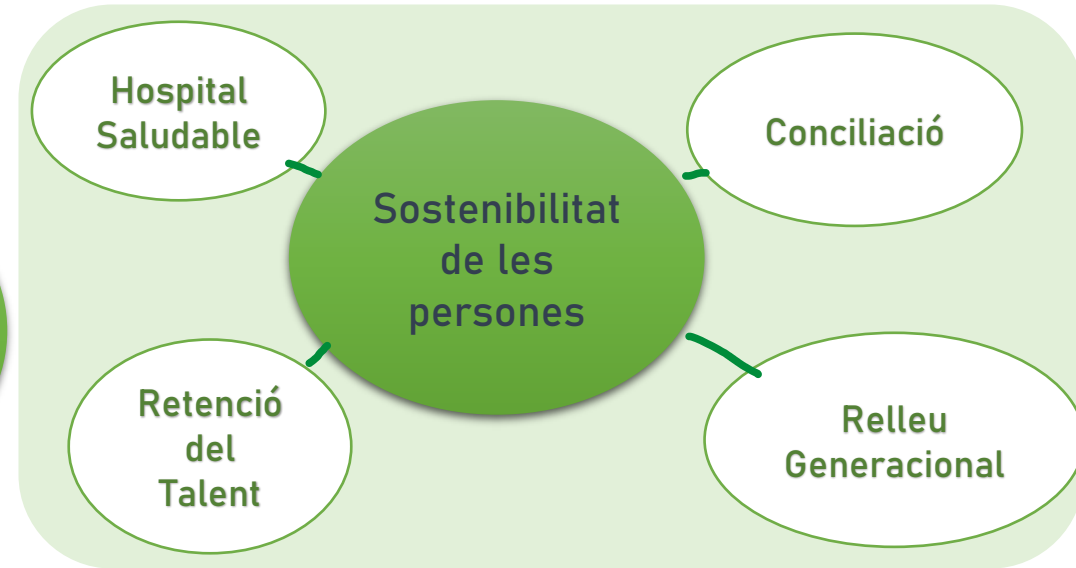 Hospital
Saludable
Conciliació
Sostenibilitat
de les
persones
Retenció
del
Talent
Relleu
Generacional